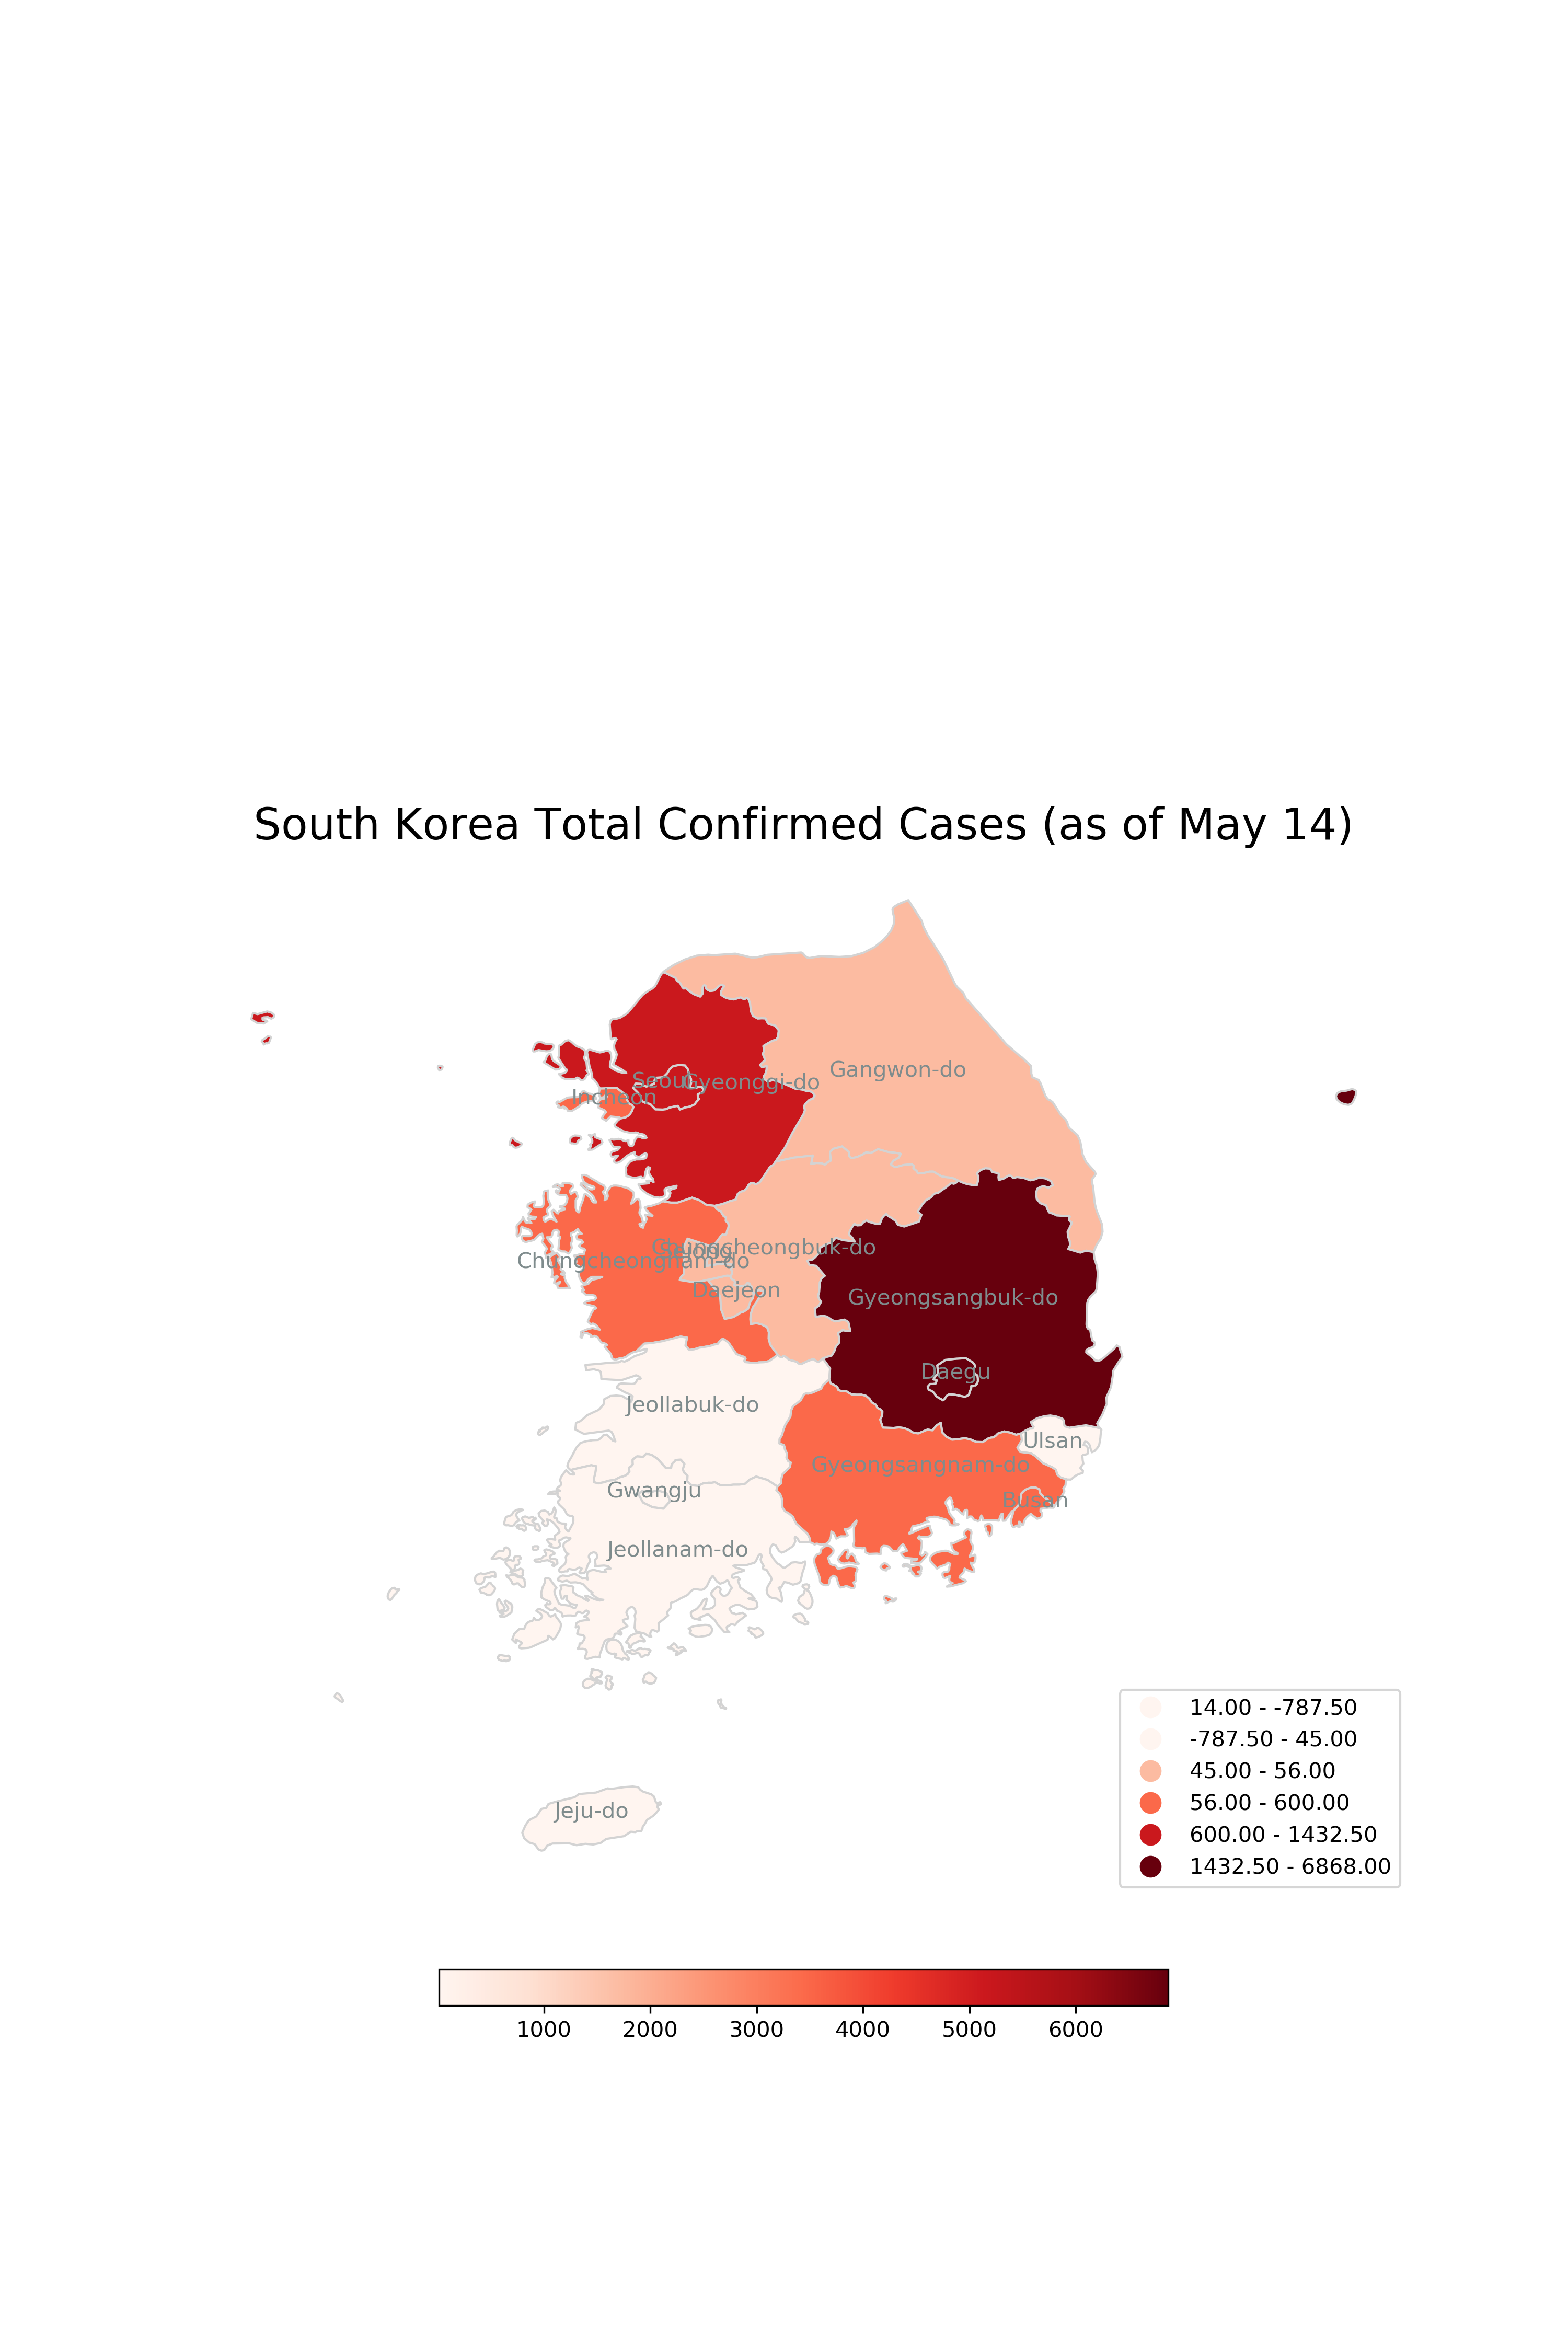 South Korea Total Confirmed Cases (as of May 14)
Gangwon-do
Seoul
Gyeonggi-do
Incheon
Chungcheongbuk-do
Sejong
Chungcheongnam-do
Daejeon
Gyeongsangbuk-do
Daegu
Jeollabuk-do
Ulsan
Gyeongsangnam-do
Gwangju
Busan
Jeollanam-do
Jeju-do
14.00 - -787.50
-787.50 - 45.00
45.00 - 56.00
56.00 - 600.00
600.00 - 1432.50
1432.50 - 6868.00
1000 2000 3000 4000 5000 6000